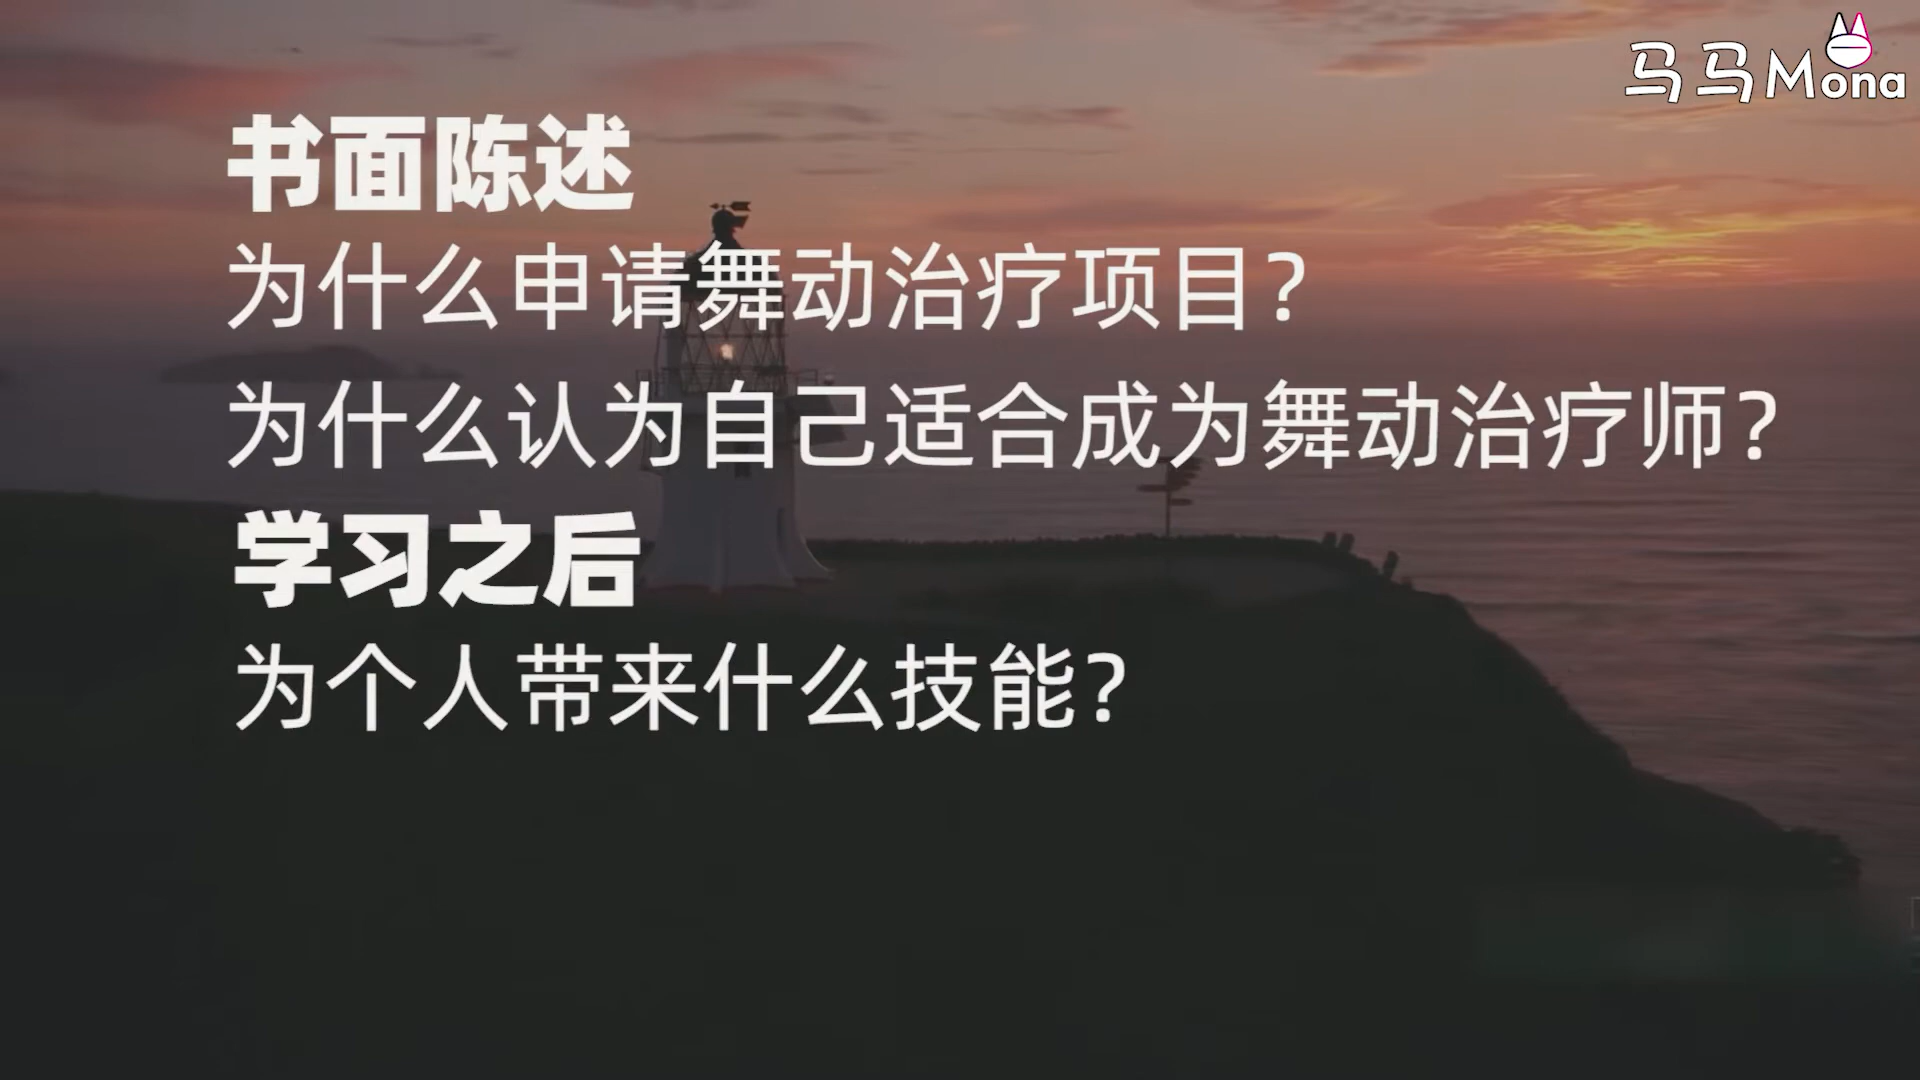 马马Mona
书面陈述
为什么申请舞动治疗项目？
为什么认为自己适合成为舞动治疗师？
学习之后
为个人带来什么技能？